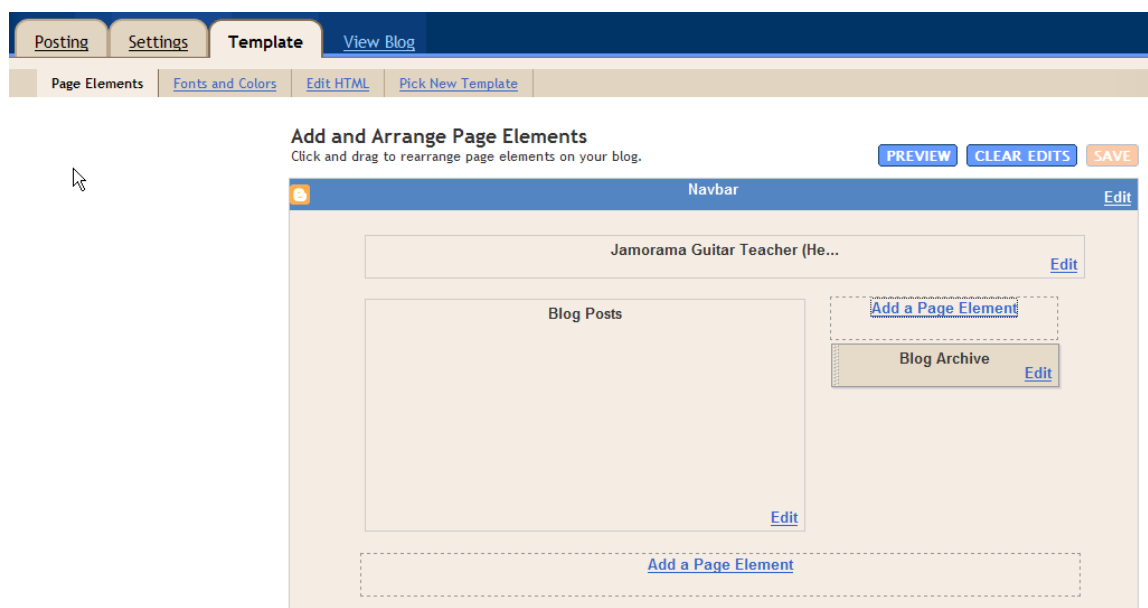 Posting Settings Template View Blog
Page Elements Fonts and Colors Edit HTML Pick New Template
Add and Arrange Page Elements
Click and drag to rearrange page elements on your blog.
PREVIEW CLEAR EDITS SAVE
Navbar
Edit
Jamorama Guitar Teacher (He...
Edit
Blog Posts
Edit
Add a Page Element
Blog Archive
Edit
Add a Page Element